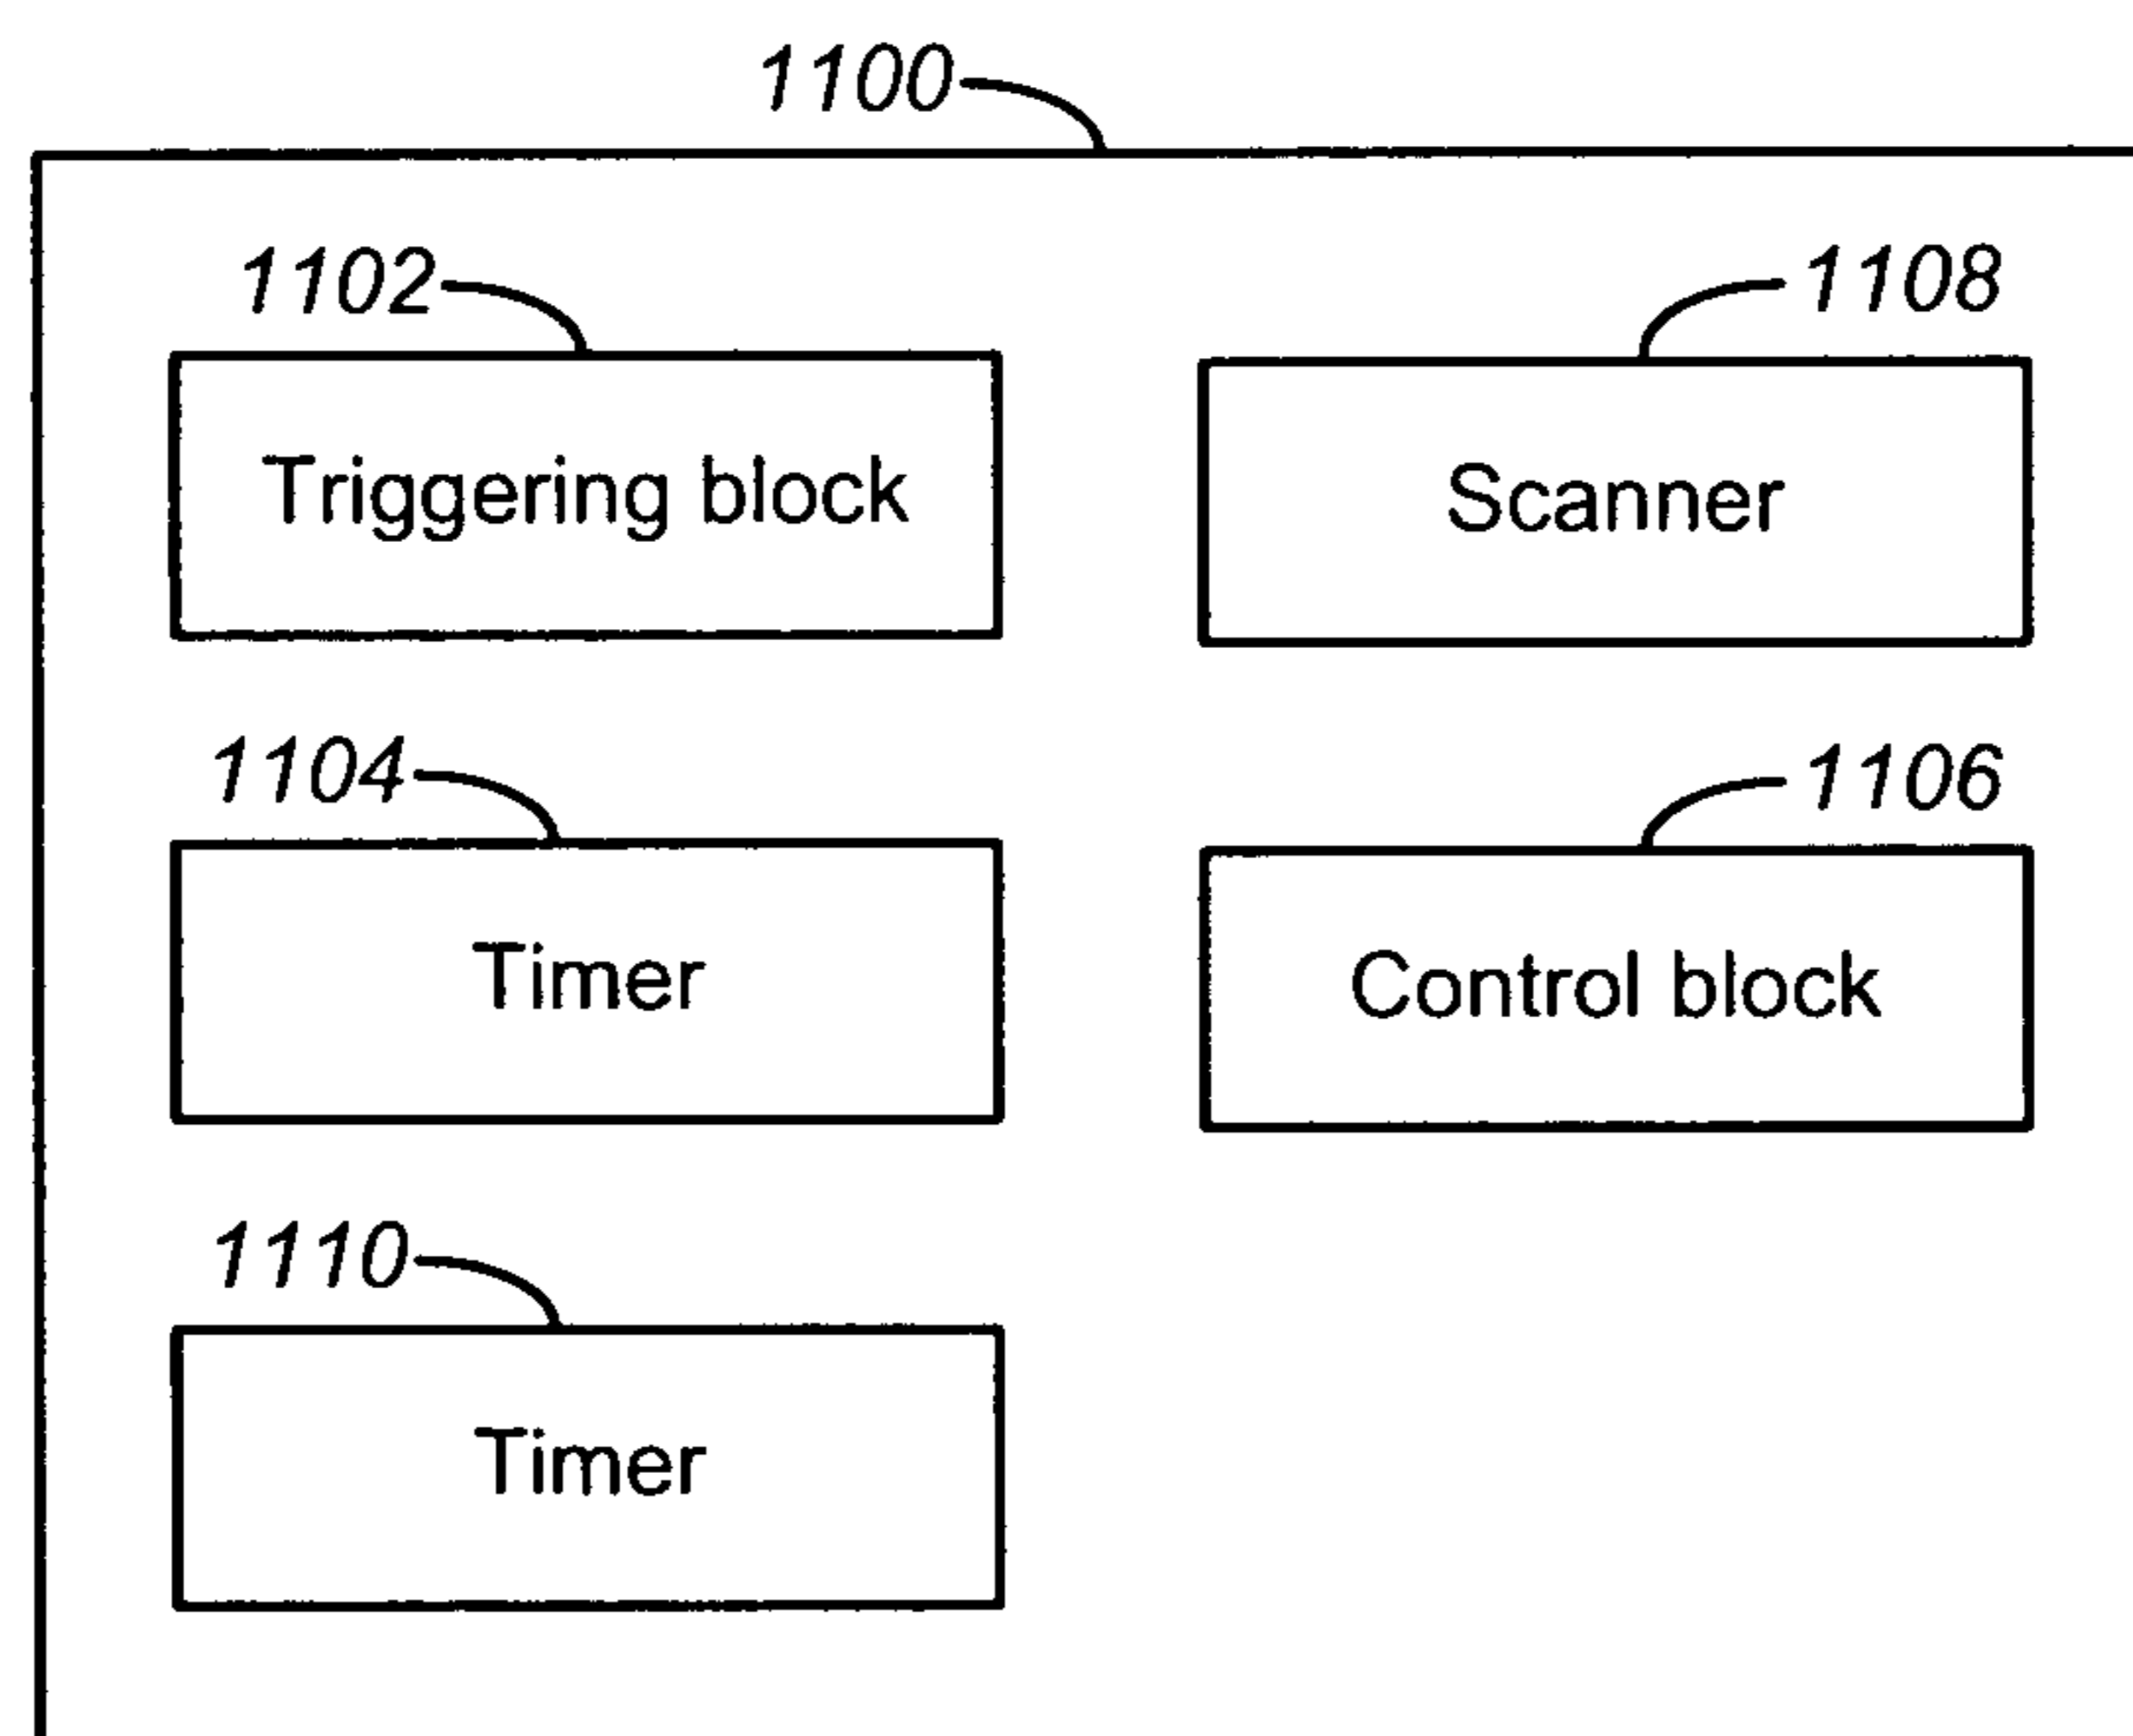 1100
1102
1108
Triggering block
Scanner
1104
1106
Timer
Control block
1110
Timer